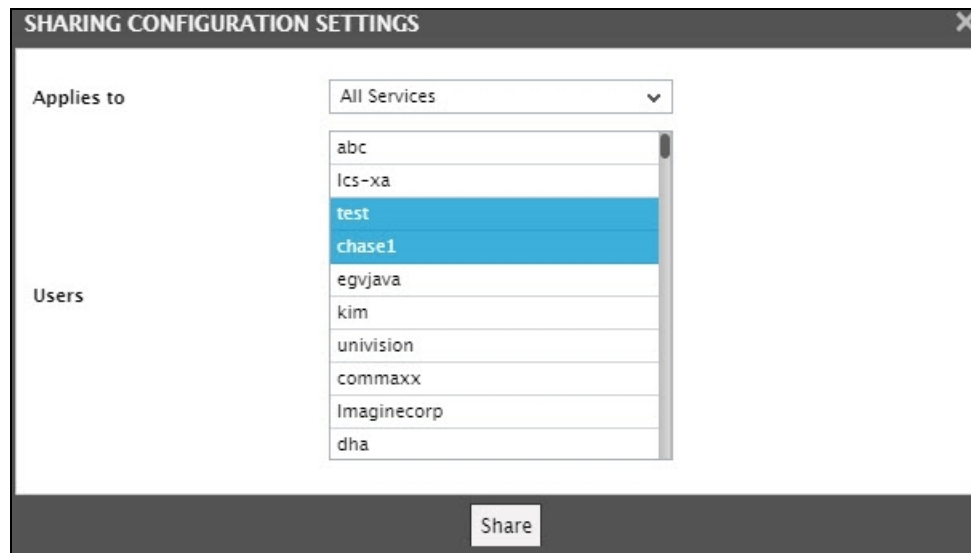 SHARING CONFIGURATION SETTINGS
Applies to
All Services
Users
abc
lcs-xa
test
chase1
egvjava
kim
univision
commaxx
Imaginecorp
dha
Share